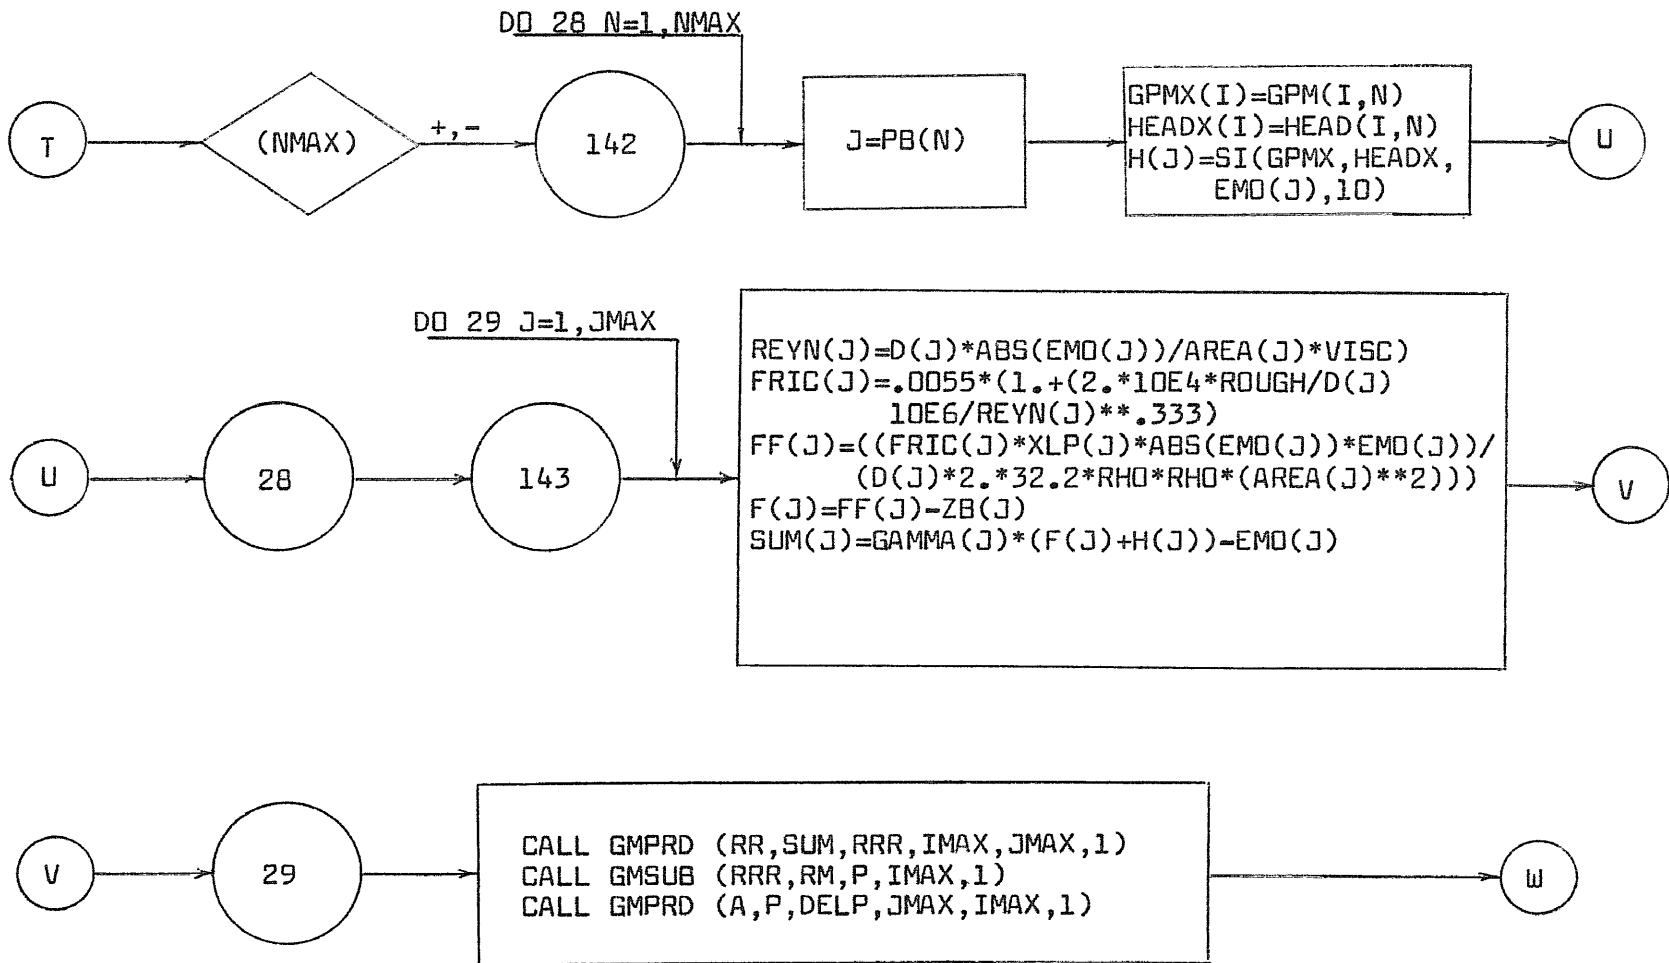 DO 28 N=1,NMAX
T
(NMAX)
+,-
142
J=PB(N)
GPMX(I)=GPM(I,N)
HEADX(I)=HEAD(I,N)
H(J)=SI(GPMX,HEADX,
EMO(J),10)
U
DO 29 J=1,JMAX
U
28
143
REYN(J)=D(J)*ABS(EMO(J))/AREA(J)*VISC)
FRIC(J)=.0055*(1.+(2.*10E4*ROUGH/D(J)
10E6/REYN(J)**.333)
FF(J)=((FRIC(J)*XLP(J)*ABS(EMO(J))*EMO(J))/
(D(J)*2.*32.2*RHO*RHO*(AREA(J)**2)))
F(J)=FF(J)-ZB(J)
SUM(J)=GAMMA(J)*(F(J)+H(J))-EMO(J)
V
V
29
CALL GMPRD (RR,SUM,RRR,IMAX,JMAX,1)
CALL GMSUB (RRR,RM,P,IMAX,1)
CALL GMPRD (A,P,DELP,JMAX,IMAX,1)
W